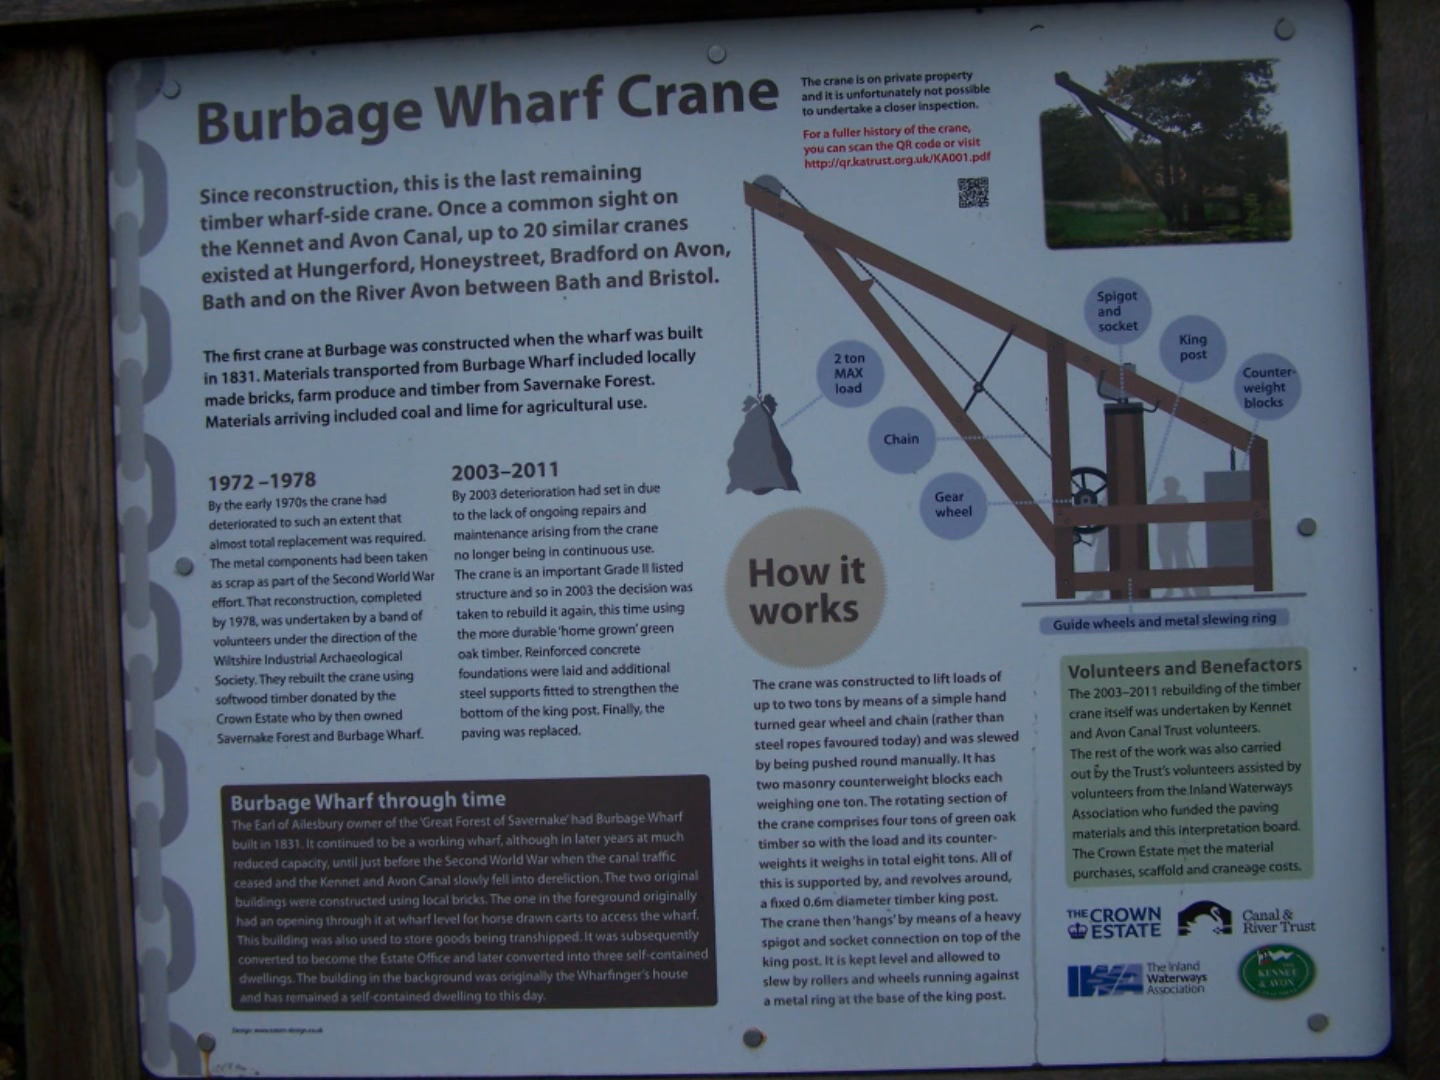 Burbage Wharf Crane
Since reconstruction, this is the last remaining
timber wharf-side crane. Once a common sight on
the Kennet and Avon Canal, up to 20 similar cranes
existed at Hungerford, Honeystreet, Bradford on Avon,
Bath and on the River Avon between Bath and Bristol.
The first crane at Burbage was constructed when the wharf was built
in 1831. Materials transported from Burbage Wharf included locally
made bricks, farm produce and timber from Savernake Forest.
Materials arriving included coal and lime for agricultural use.
1972–1978
By the early 1970s the crane had
deteriorated to such an extent that
almost total replacement was required.
The metal components had been taken
as scrap as part of the Second World War
effort. That reconstruction, completed
by 1978, was undertaken by a band of
volunteers under the direction of the
Wiltshire Industrial Archaeological
Society. They rebuilt the crane using
softwood timber donated by the
Crown Estate who by then owned
Savernake Forest and Burbage Wharf.
2003–2011
By 2003 deterioration had set in due
to the lack of ongoing repairs and
maintenance arising from the crane
no longer being in continuous use.
The crane is an important Grade II listed
structure and so in 2003 the decision was
taken to rebuild it again, this time using
the more durable 'home grown' green
oak timber. Reinforced concrete
foundations were laid and additional
steel supports fitted to strengthen the
bottom of the king post. Finally, the
paving was replaced.
Burbage Wharf through time
The Earl of Ailesbury owner of the 'Great Forest of Savernake' had Burbage Wharf
built in 1831. It continued to be a working wharf, although in later years at much
reduced capacity, until just before the Second World War when the canal traffic
ceased and the Kennet and Avon Canal slowly fell into dereliction. The two original
buildings were constructed using local bricks. The one in the foreground originally
had an opening through it at wharf level for horse drawn carts to access the wharf.
This building was also used to store goods being transhipped. It was subsequently
converted to become the Estate Office and later converted into three self-contained
dwellings. The building in the background was originally the Wharfinger's house
and has remained a self-contained dwelling to this day.
The crane is on private property
and it is unfortunately not possible
to undertake a closer inspection.
For a fuller history of the crane,
you can scan the QR code or visit
http://qr.katrust.org.uk/KA001.pdf
2 ton
MAX
load
Chain
Gear
wheel
Spigot
and
socket
King
post
Counter-
weight
blocks
Guide wheels and metal slewing ring
How it
works
The crane was constructed to lift loads of
up to two tons by means of a simple hand
turned gear wheel and chain (rather than
steel ropes favoured today) and was slewed
by being pushed round manually. It has
two masonry counterweight blocks each
weighing one ton. The rotating section of
the crane comprises four tons of green oak
timber so with the load and its counter-
weights it weighs in total eight tons. All of
this is supported by, and revolves around,
a fixed 0.6m diameter timber king post.
The crane then 'hangs' by means of a heavy
spigot and socket connection on top of the
king post. It is kept level and allowed to
slew by rollers and wheels running against
a metal ring at the base of the king post.
Volunteers and Benefactors
The 2003–2011 rebuilding of the timber
crane itself was undertaken by Kennet
and Avon Canal Trust volunteers.
The rest of the work was also carried
out by the Trust's volunteers assisted by
volunteers from the Inland Waterways
Association who funded the paving
materials and this interpretation board.
The Crown Estate met the material
purchases, scaffold and craneage costs.
THE CROWN
ESTATE
Canal &
River Trust
IWA
The Inland
Waterways
Association
KENNET
& AVON